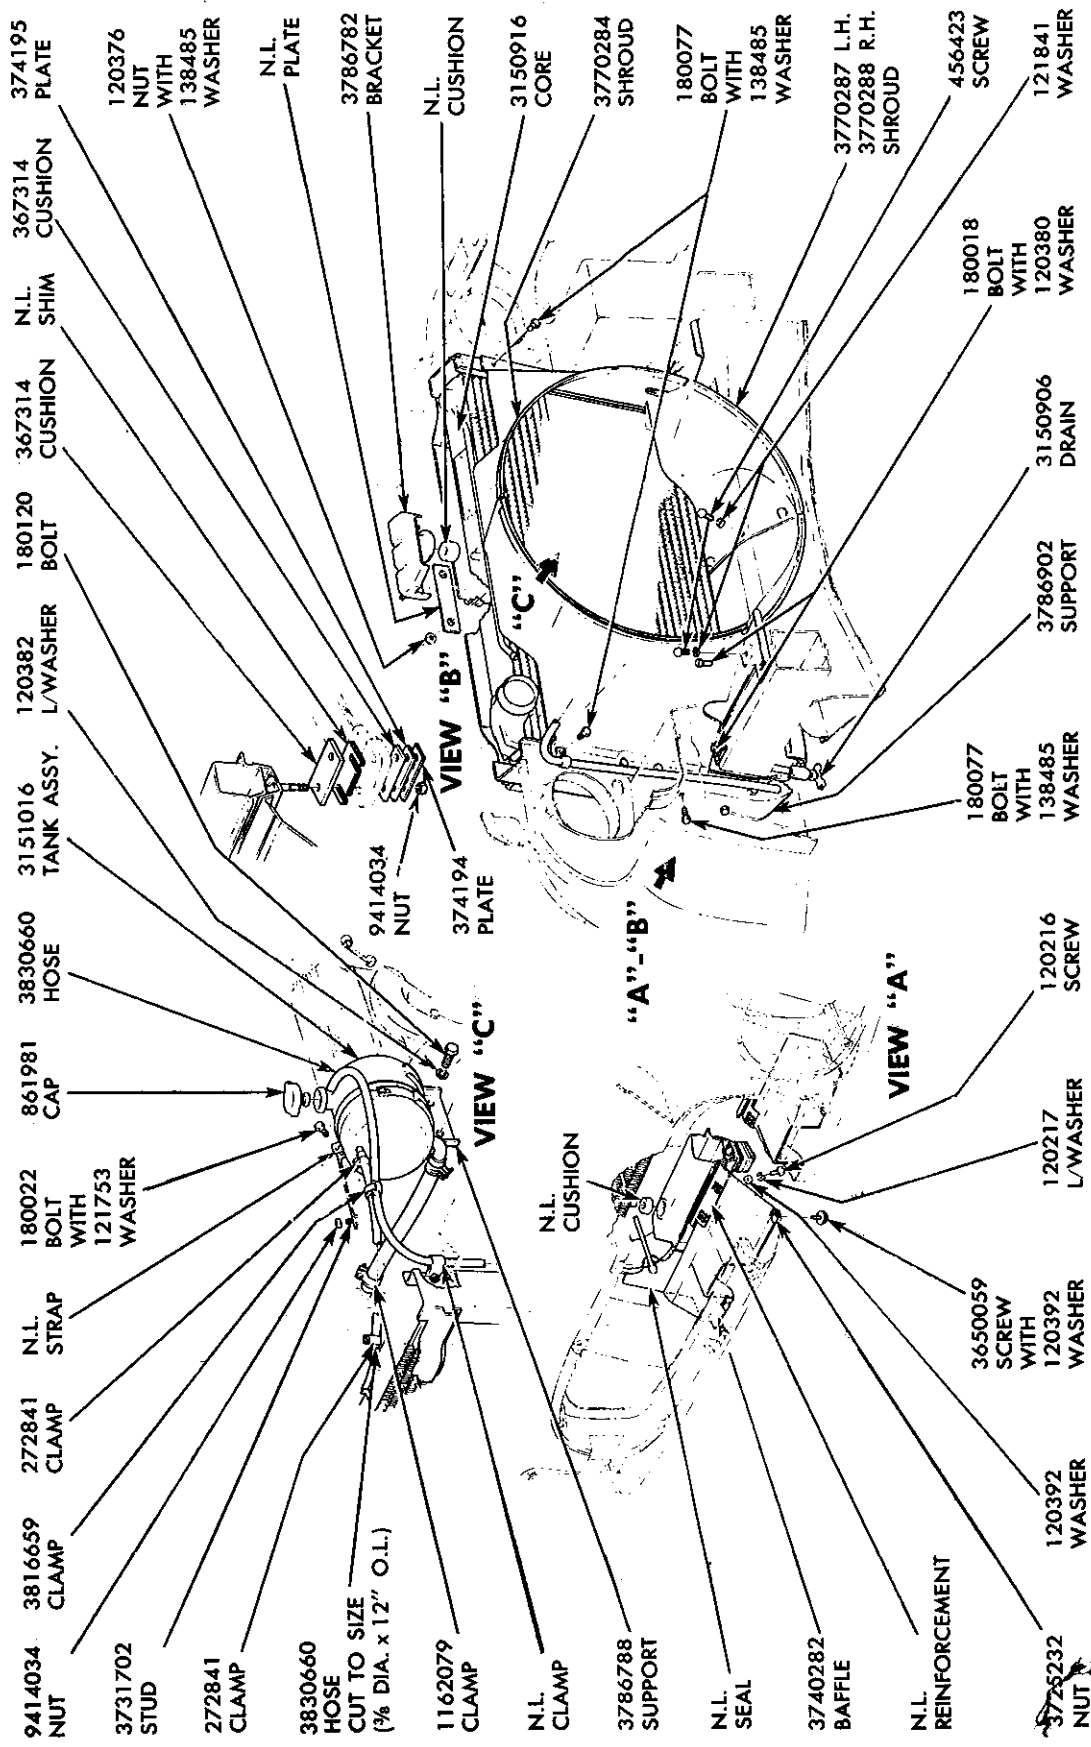 9414034
NUT
3816659
CLAMP
272841
CLAMP
N.L.
STRAP
180022
BOLT
WITH
121753
WASHER
861981
CAP
3830660
HOSE
3151016
TANK ASSY.
120382
L/WASHER
180120
BOLT
367314
CUSHION
N.L.
SHIM
367314
CUSHION
374195
PLATE
120376
NUT
WITH
138485
WASHER
N.L.
PLATE
3786782
BRACKET
N.L.
CUSHION
3150916
CORE
3770284
SHROUD
180077
BOLT
WITH
138485
WASHER
3770287 L.H.
3770288 R.H.
SHROUD
456423
SCREW
121841
WASHER
3731702
STUD
272841
CLAMP
3830660
HOSE
CUT TO SIZE
(⅜ DIA. x 12" O.L.)
1162079
CLAMP
N.L.
CLAMP
3786788
SUPPORT
N.L.
SEAL
3740282
BAFFLE
N.L.
REINFORCEMENT
3725232
NUT
VIEW "C"
9414034
NUT
374194
PLATE
VIEW "B"
"C"
"A"-"B"
N.L.
CUSHION
VIEW "A"
120392
WASHER
3650059
SCREW
WITH
120392
WASHER
120217
L/WASHER
120216
SCREW
180077
BOLT
WITH
138485
WASHER
3786902
SUPPORT
3150906
DRAIN
180018
BOLT
WITH
120380
WASHER